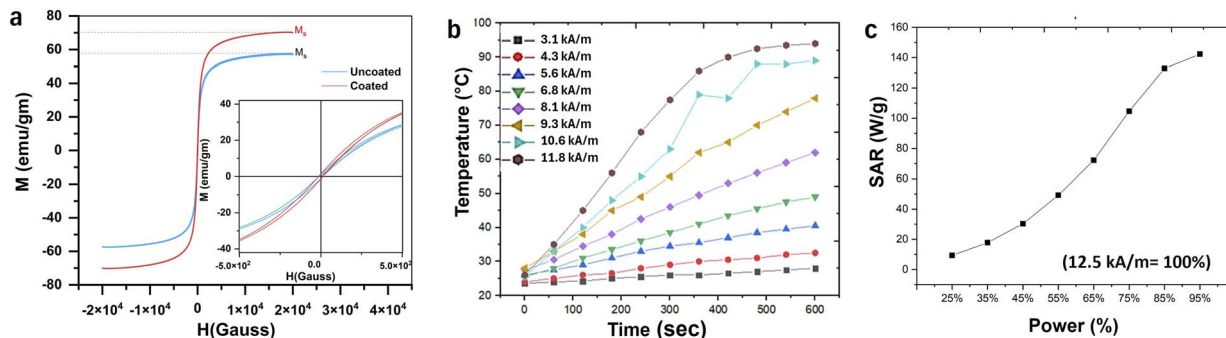 a
M (emu/gm)
80
60
40
20
0
-20
-40
-60
-80
Ms
Ms
Uncoated
Coated
M (emu/gm)
40
20
0
-20
-40
-5.0×10²
0.0
5.0×10²
H(Gauss)
-2×10⁴
-1×10⁴
0
1×10⁴
2×10⁴
3×10⁴
4×10⁴
H(Gauss)
b
Temperature (°C)
100
90
80
70
60
50
40
30
20
3.1 kA/m
4.3 kA/m
5.6 kA/m
6.8 kA/m
8.1 kA/m
9.3 kA/m
10.6 kA/m
11.8 kA/m
0
100
200
300
400
500
600
Time (sec)
c
SAR (W/g)
160
140
120
100
80
60
40
20
0
(12.5 kA/m= 100%)
25%
35%
45%
55%
65%
75%
85%
95%
Power (%)